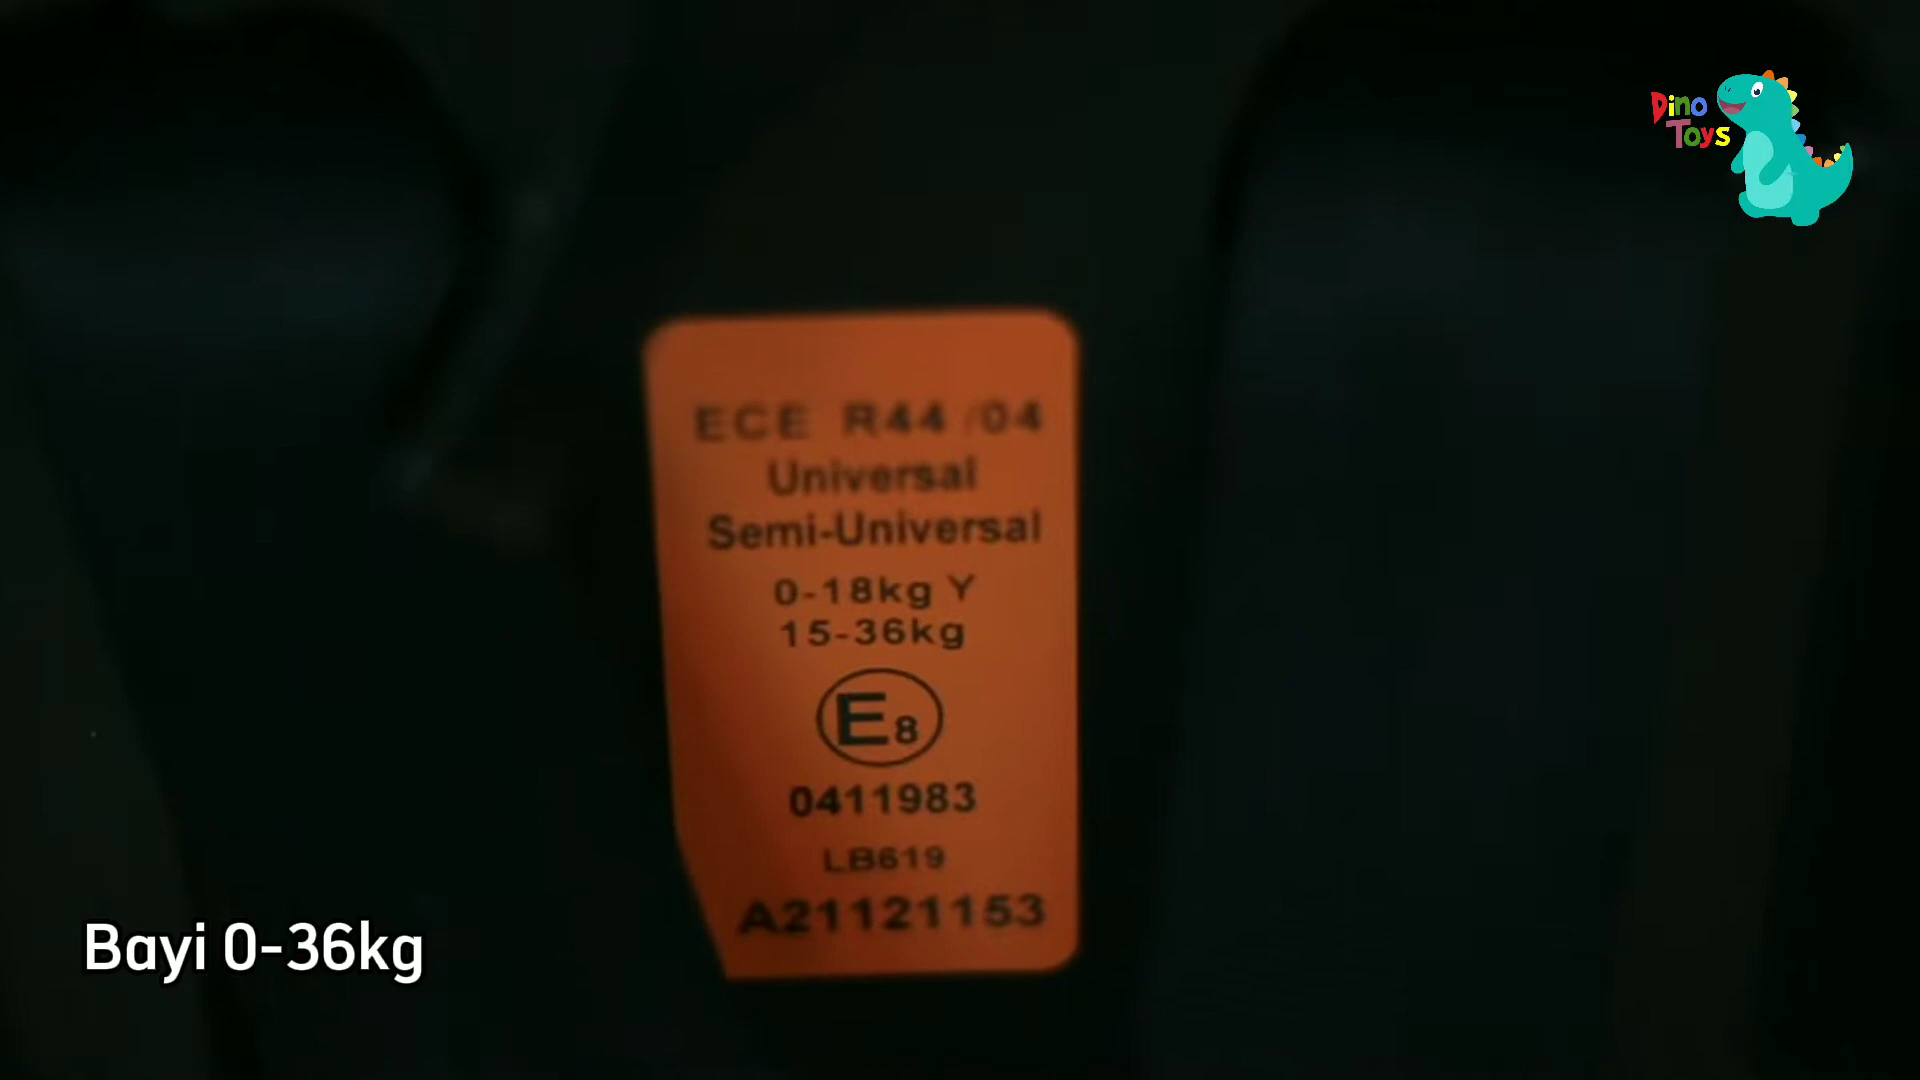 Dino
Toys
ECE R44 /04
Universal
Semi-Universal
0-18kg Y
15-36kg
E8
0411983
LB619
A21121153
Bayi 0-36kg